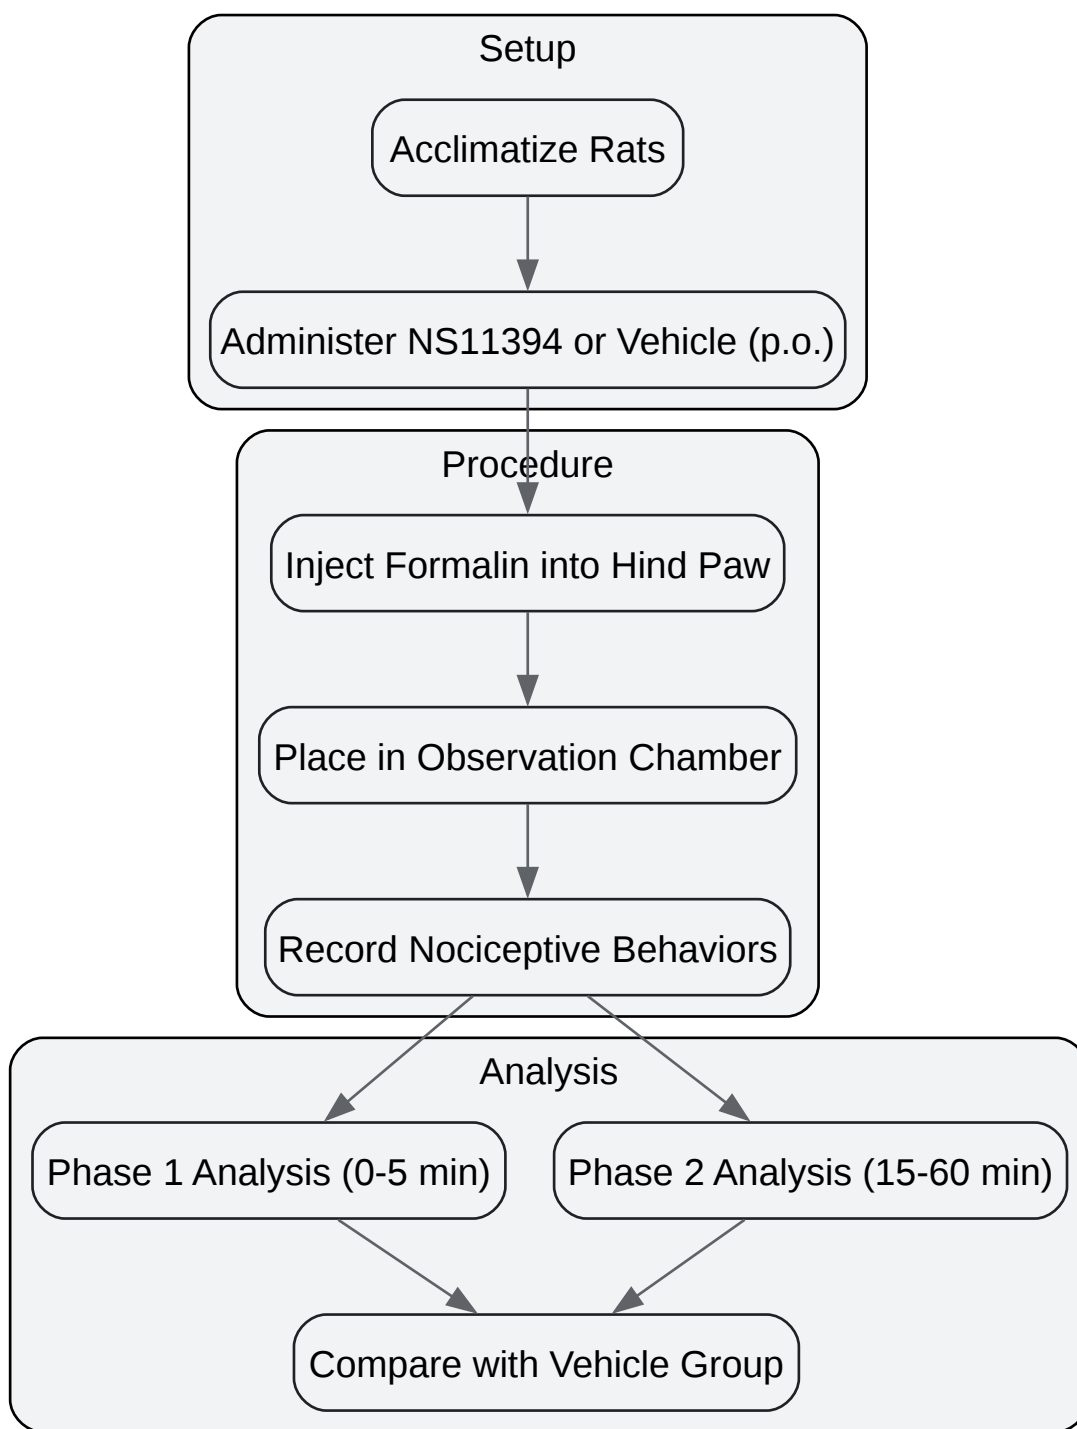 Setup
Acclimatize Rats
Administer NS11394 or Vehicle (p.o.)
Procedure
Inject Formalin into Hind Paw
Place in Observation Chamber
Record Nociceptive Behaviors
Analysis
Phase 1 Analysis (0-5 min)
Phase 2 Analysis (15-60 min)
Compare with Vehicle Group